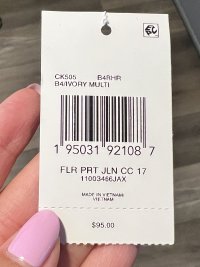 CK505 B4RHR
B4/IVORY MULTI
1 95031 92108 7
FLR PRT JLN CC 17
11003466JAX
MADE IN VIETNAM/
VIETNAM
$95.00